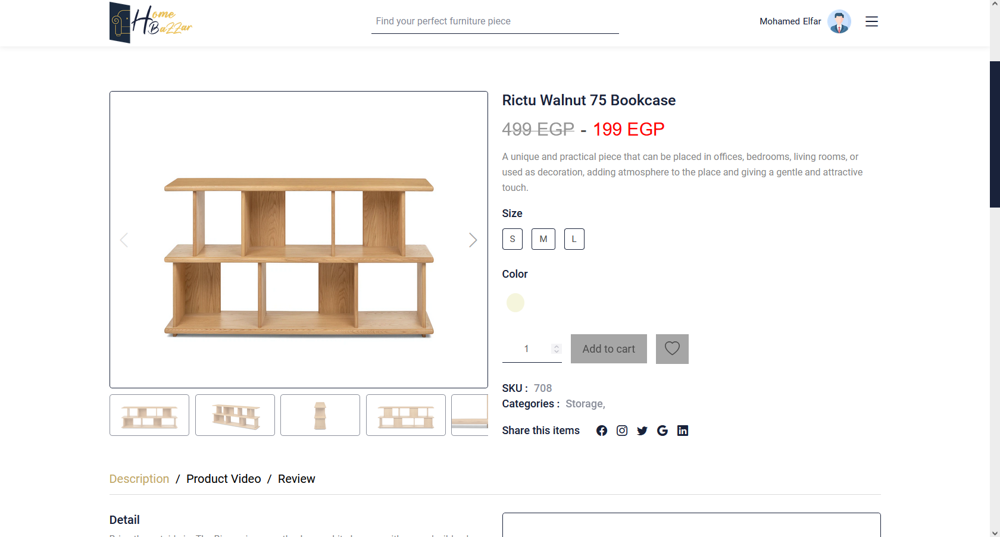 Home
BaZZar
Find your perfect furniture piece
Mohamed Elfar
Rictu Walnut 75 Bookcase
499 EGP - 199 EGP
A unique and practical piece that can be placed in offices, bedrooms, living rooms, or
used as decoration, adding atmosphere to the place and giving a gentle and attractive
touch.
Size
S M L
Color
1 Add to cart
SKU : 708
Categories : Storage,
Share this items
Description / Product Video / Review
Detail